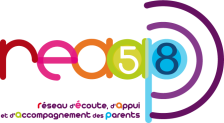 reaap 58
réseau d'écoute, d'appui
et d'accompagnement des parents